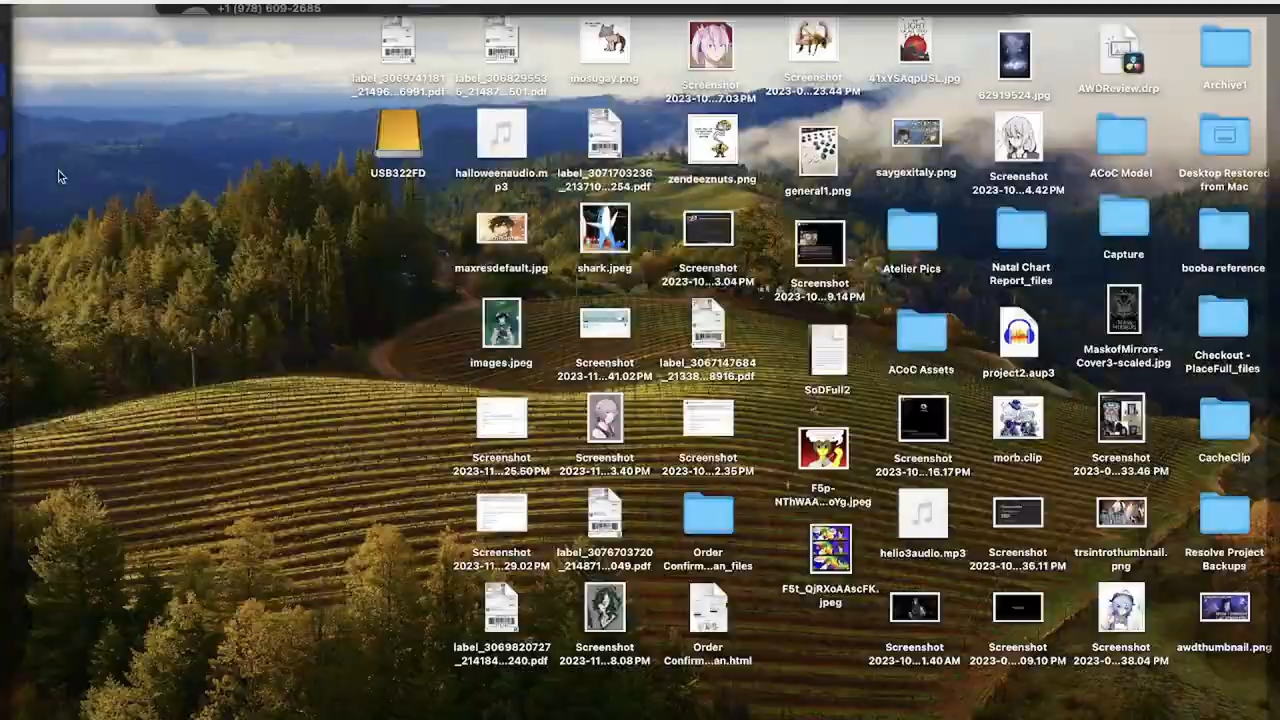 +1 (978) 609-2685
label_3069741181
_21496...6991.pdf
label_306829553
6_21487...501.pdf
inosugay.png
Screenshot
2023-10...7.03 PM
Screenshot
2023-0...23.44 PM
41xYSAqpUSL.jpg
62919524.jpg
AWDReview.drp
Archive1
USB322FD
halloweenaudio.m
p3
label_3071703236
_213710...254.pdf
zendeeznuts.png
general1.png
saygexitaly.png
Screenshot
2023-10...4.42 PM
ACoC Model
Desktop Restored
from Mac
maxresdefault.jpg
shark.jpeg
Screenshot
2023-10...3.04 PM
Screenshot
2023-10...9.14 PM
Atelier Pics
Natal Chart
Report_files
Capture
booba reference
images.jpeg
Screenshot
2023-11...41.02 PM
label_3067147684
_21338...8916.pdf
SoDFull2
ACoC Assets
project2.aup3
MaskofMirrors-
Cover3-scaled.jpg
Checkout -
PlaceFull_files
Screenshot
2023-11...25.50 PM
Screenshot
2023-11...3.40 PM
Screenshot
2023-10...2.35 PM
F5p-
NThWAA...oYg.jpeg
Screenshot
2023-10...16.17 PM
morb.clip
Screenshot
2023-0...33.46 PM
CacheClip
Screenshot
2023-11...29.02 PM
label_3076703720
_214871...049.pdf
Order
Confirm...an_files
F5t_QjRXoAAscFK.
jpeg
hello3audio.mp3
Screenshot
2023-10...36.11 PM
trsintrothumbnail.
png
Resolve Project
Backups
label_3069820727
_214184...240.pdf
Screenshot
2023-11...8.08 PM
Order
Confirm...an.html
Screenshot
2023-10...1.40 AM
Screenshot
2023-0....09.10 PM
Screenshot
2023-0...38.04 PM
awdthumbnail.png